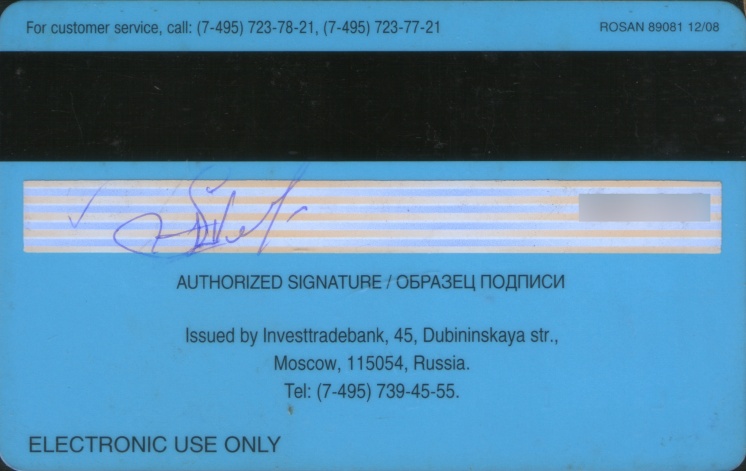 For customer service, call: (7-495) 723-78-21, (7-495) 723-77-21
ROSAN 89081 12/08
AUTHORIZED SIGNATURE / ОБРАЗЕЦ ПОДПИСИ
Issued by Investtradebank, 45, Dubininskaya str.,
Moscow, 115054, Russia.
Tel: (7-495) 739-45-55.
ELECTRONIC USE ONLY